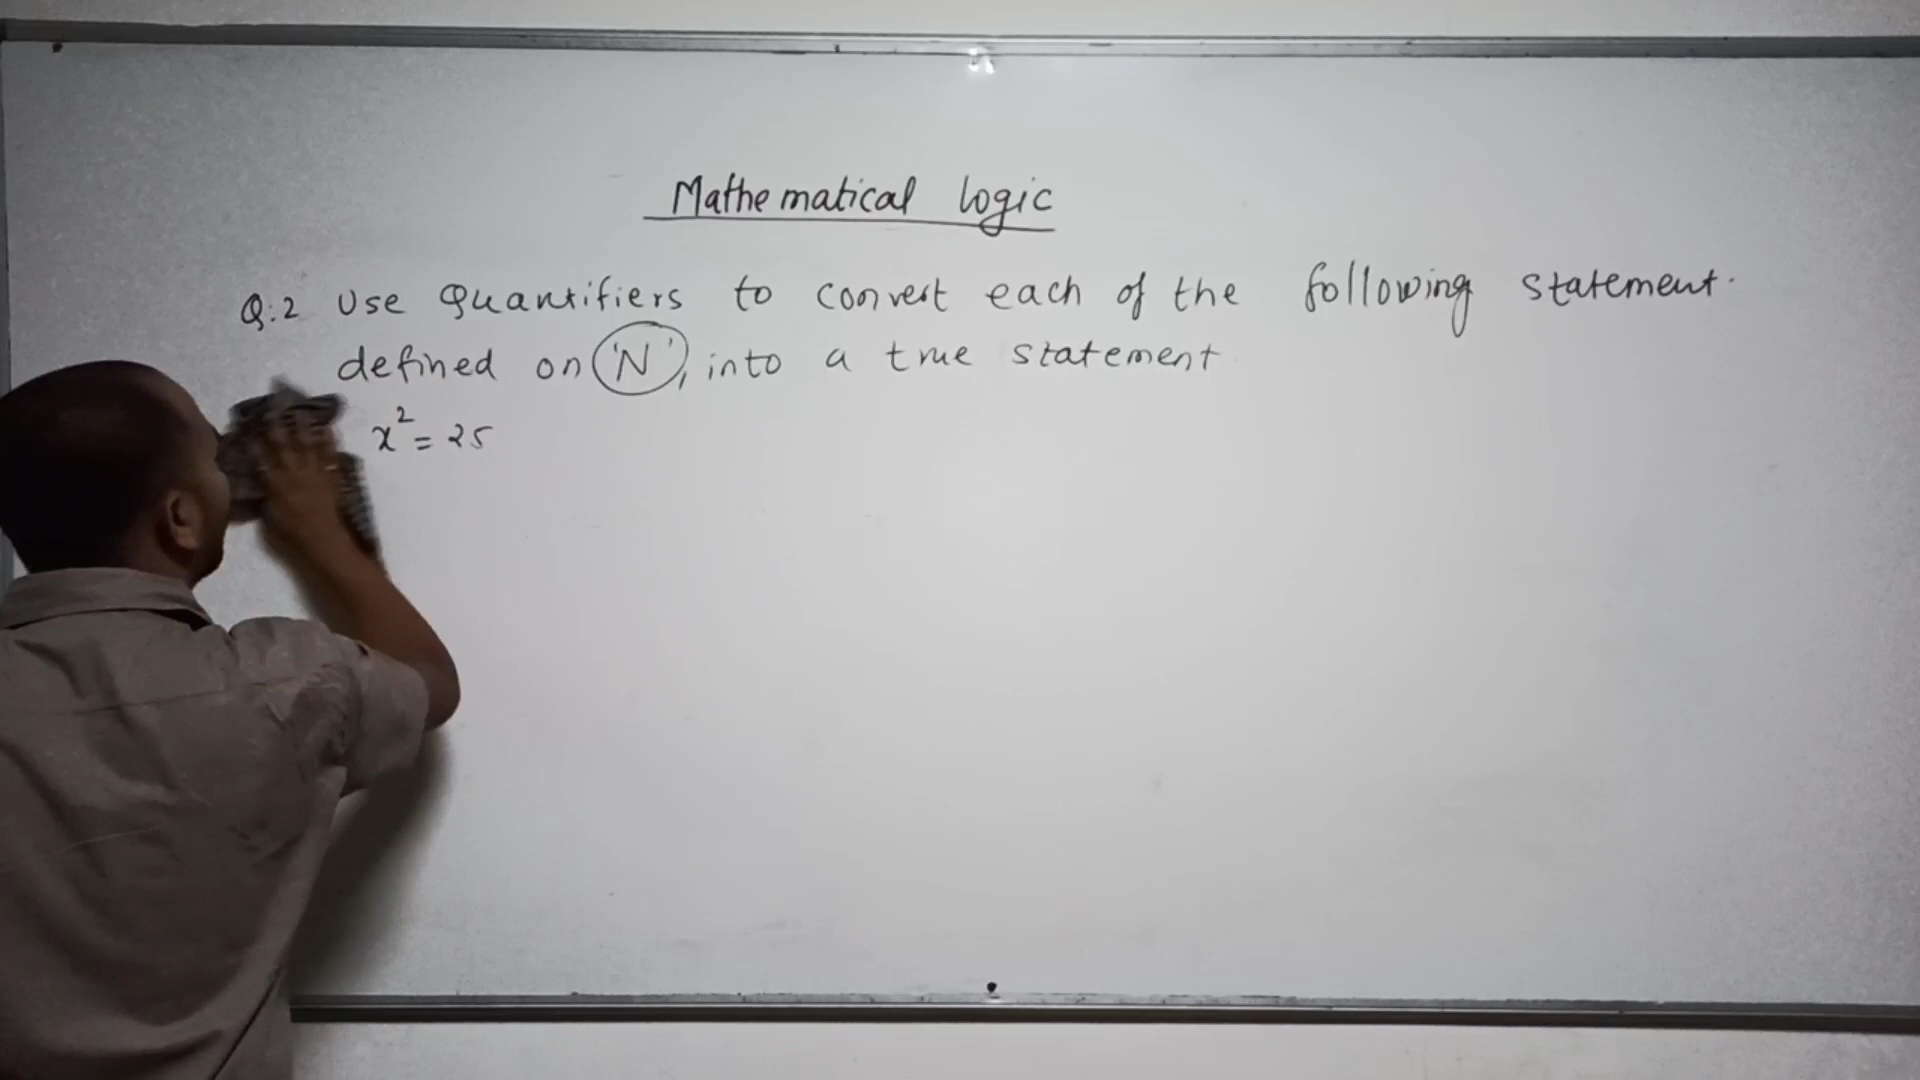 Mathematical logic
Q:2 Use Quantifiers to convert each of the following statement.
defined on 'N', into a true statement
x² = 25